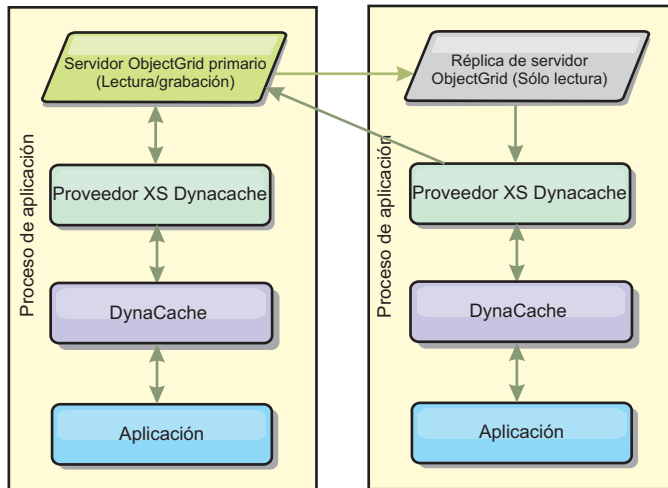 Servidor ObjectGrid primario
(Lectura/grabación)
Proceso de aplicación
Proveedor XS Dynacache
DynaCache
Aplicación
Réplica de servidor
ObjectGrid (Sólo lectura)
Proceso de aplicación
Proveedor XS Dynacache
DynaCache
Aplicación